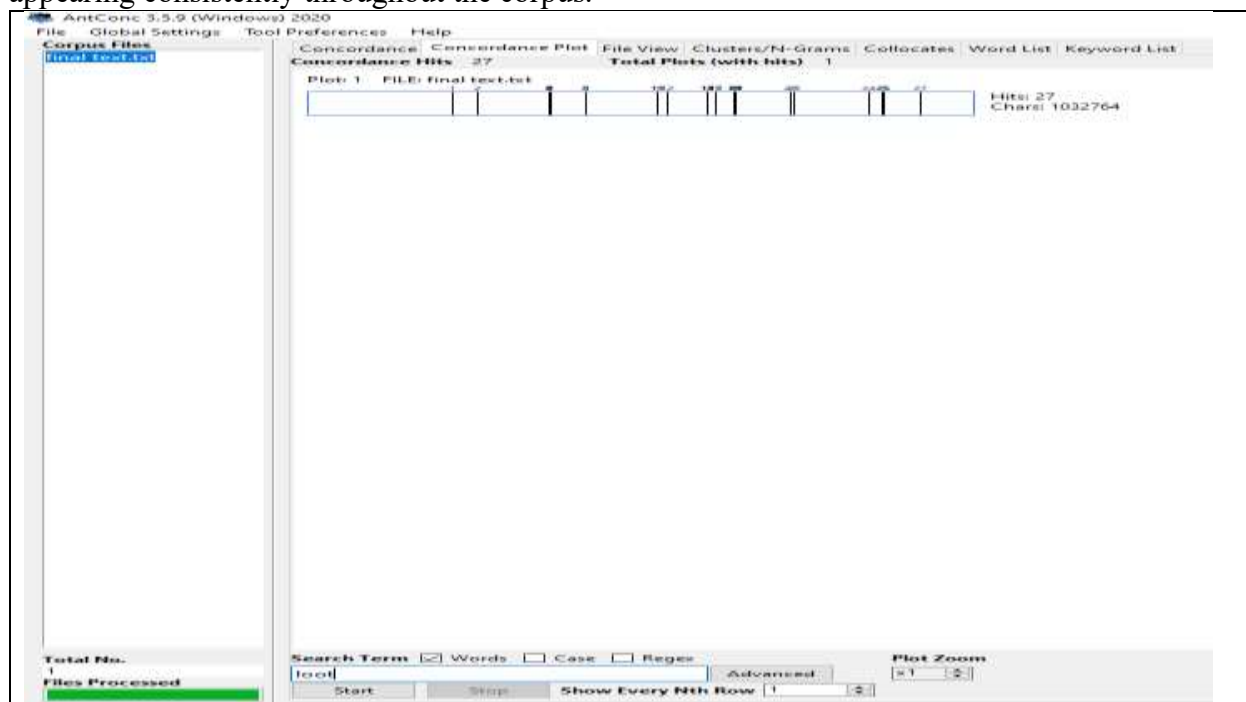 appearing consistently throughout the corpus.
AntConc 3.5.9 (Windows) 2020
File Global Settings Tool Preferences Help
Corpus Files
final text.txt
Concordance Concordance Plot File View Clusters/N-Grams Collocates Word List Keyword List
Concordance Hits 27 Total Plots (with hits) 1
Plot: 1 FILE: final text.txt
Hits: 27
Chars: 1032764
Total No.
1
Files Processed
Search Term Words Case Regex Plot Zoom
loot Advanced x1
Start Stop Show Every Nth Row 1